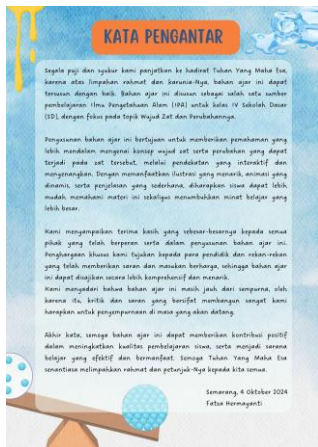 KATA PENGANTAR
Segala puji dan syukur kami panjatkan ke hadirat Tuhan Yang Maha Esa,
karena atas limpahan rahmat dan karunia-Nya, bahan ajar ini dapat
tersusun dengan baik. Bahan ajar ini disusun sebagai salah satu sumber
pembelajaran Ilmu Pengetahuan Alam (IPA) untuk kelas IV Sekolah Dasar
(SD), dengan fokus pada topik Wujud Zat dan Perubahannya.
Penyusunan bahan ajar ini bertujuan untuk memberikan pemahaman yang
lebih mendalam mengenai konsep wujud zat serta perubahan yang dapat
terjadi pada zat tersebut, melalui pendekatan yang interaktif dan
menyenangkan. Dengan memanfaatkan ilustrasi yang menarik, animasi yang
dinamis, serta penjelasan yang sederhana, diharapkan siswa dapat lebih
mudah memahami materi ini sekaligus menumbuhkan minat belajar yang
lebih besar.
Kami menyampaikan terima kasih yang sebesar-besarnya kepada semua
pihak yang telah berperan serta dalam penyusunan bahan ajar ini.
Penghargaan khusus kami tujukan kepada para pendidik dan rekan-rekan
yang telah memberikan saran dan masukan berharga, sehingga bahan ajar
ini dapat disajikan secara lebih komprehensif dan menarik.
Kami menyadari bahwa bahan ajar ini masih jauh dari sempurna, oleh
karena itu, kritik dan saran yang bersifat membangun sangat kami
harapkan untuk penyempurnaan di masa yang akan datang.
Akhir kata, semoga bahan ajar ini dapat memberikan kontribusi positif
dalam meningkatkan kualitas pembelajaran siswa, serta menjadi sarana
belajar yang efektif dan bermanfaat. Semoga Tuhan Yang Maha Esa
senantiasa melimpahkan rahmat dan petunjuk-Nya kepada kita semua.
Semarang, 4 Oktober 2024
Fatsa Hermayanti